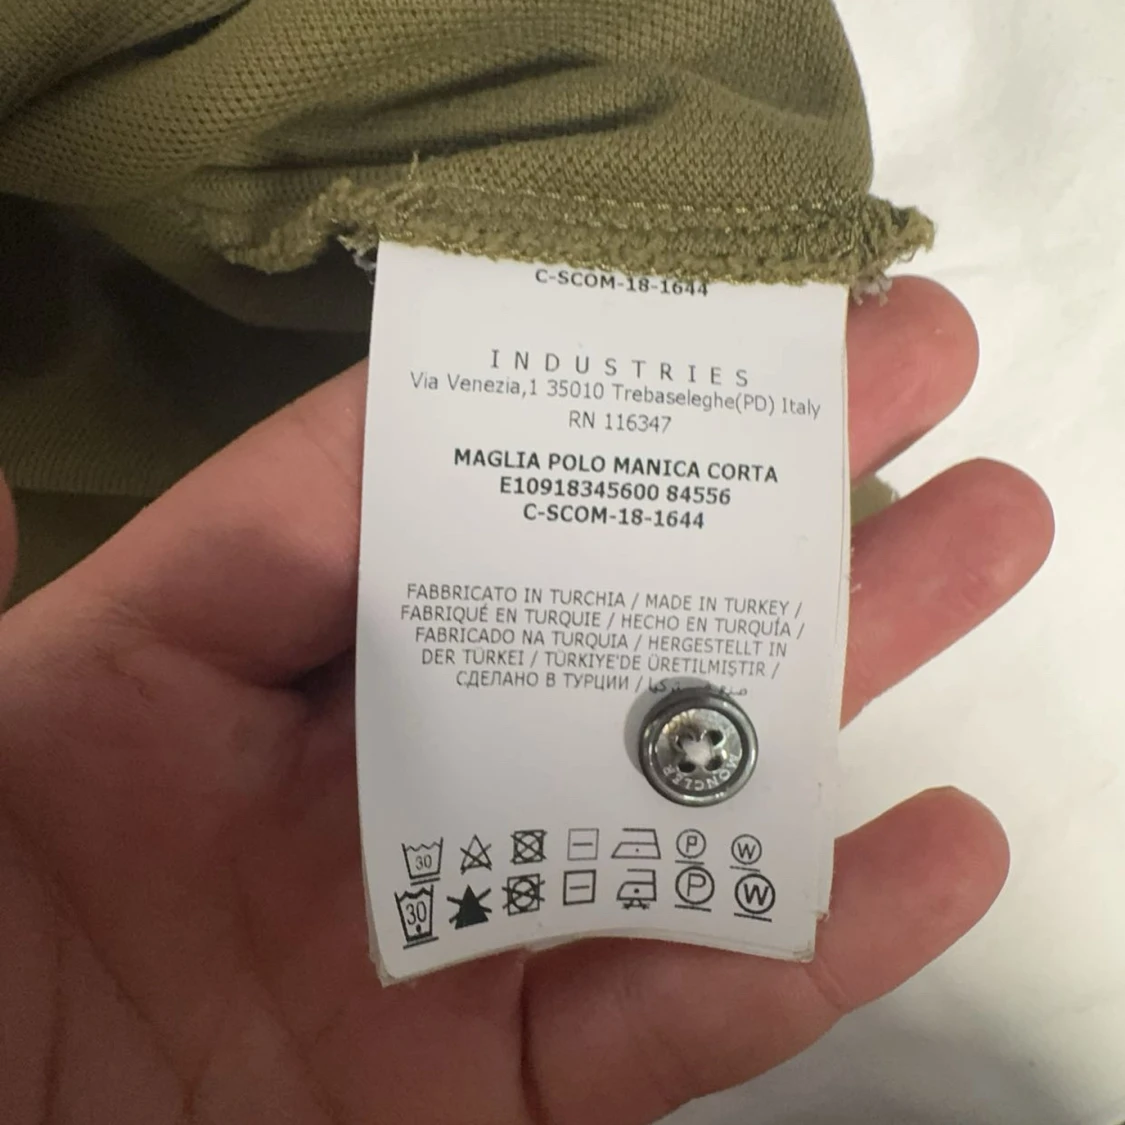 C-SCOM-18-1644
INDUSTRIES
Via Venezia,1 35010 Trebaseleghe(PD) Italy
RN 116347
MAGLIA POLO MANICA CORTA
E10918345600 84556
C-SCOM-18-1644
FABBRICATO IN TURCHIA / MADE IN TURKEY /
FABRIQUÉ EN TURQUIE / HECHO EN TURQUÍA /
FABRICADO NA TURQUIA / HERGESTELLT IN
DER TÜRKEI / TÜRKIYE'DE ÜRETILMIŞTIR /
СДЕЛАНО В ТУРЦИИ /
MONCLER
30 P W
30 P W